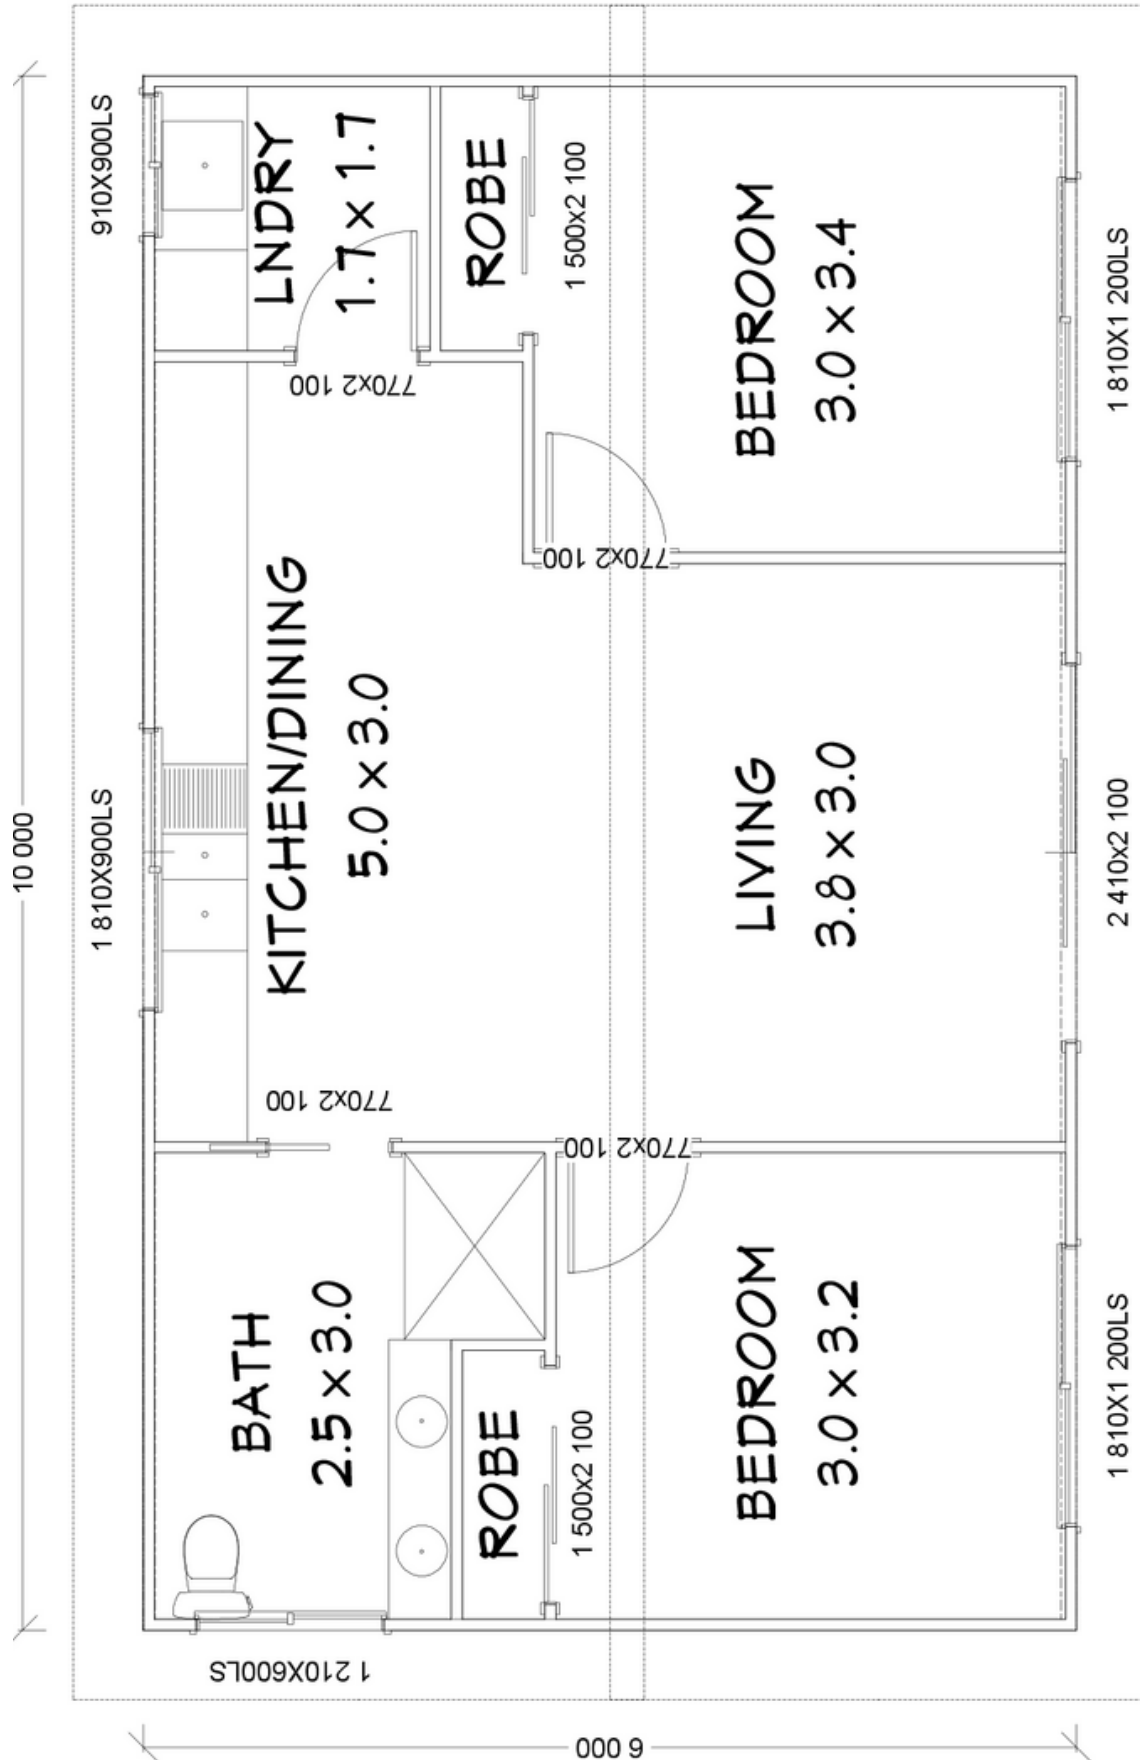 10 000
1 810X900LS
910X900LS
1 210X600LS
BATH
2.5 x 3.0
770x2 100
KITCHEN/DINING
5.0 x 3.0
770x2 100
LNDRY
1.7 x 1.7
ROBE
1 500x2 100
ROBE
1 500x2 100
770x2 100
770x2 100
6 000
BEDROOM
3.0 x 3.2
LIVING
3.8 x 3.0
BEDROOM
3.0 x 3.4
1 810X1 200LS
2 410x2 100
1 810X1 200LS